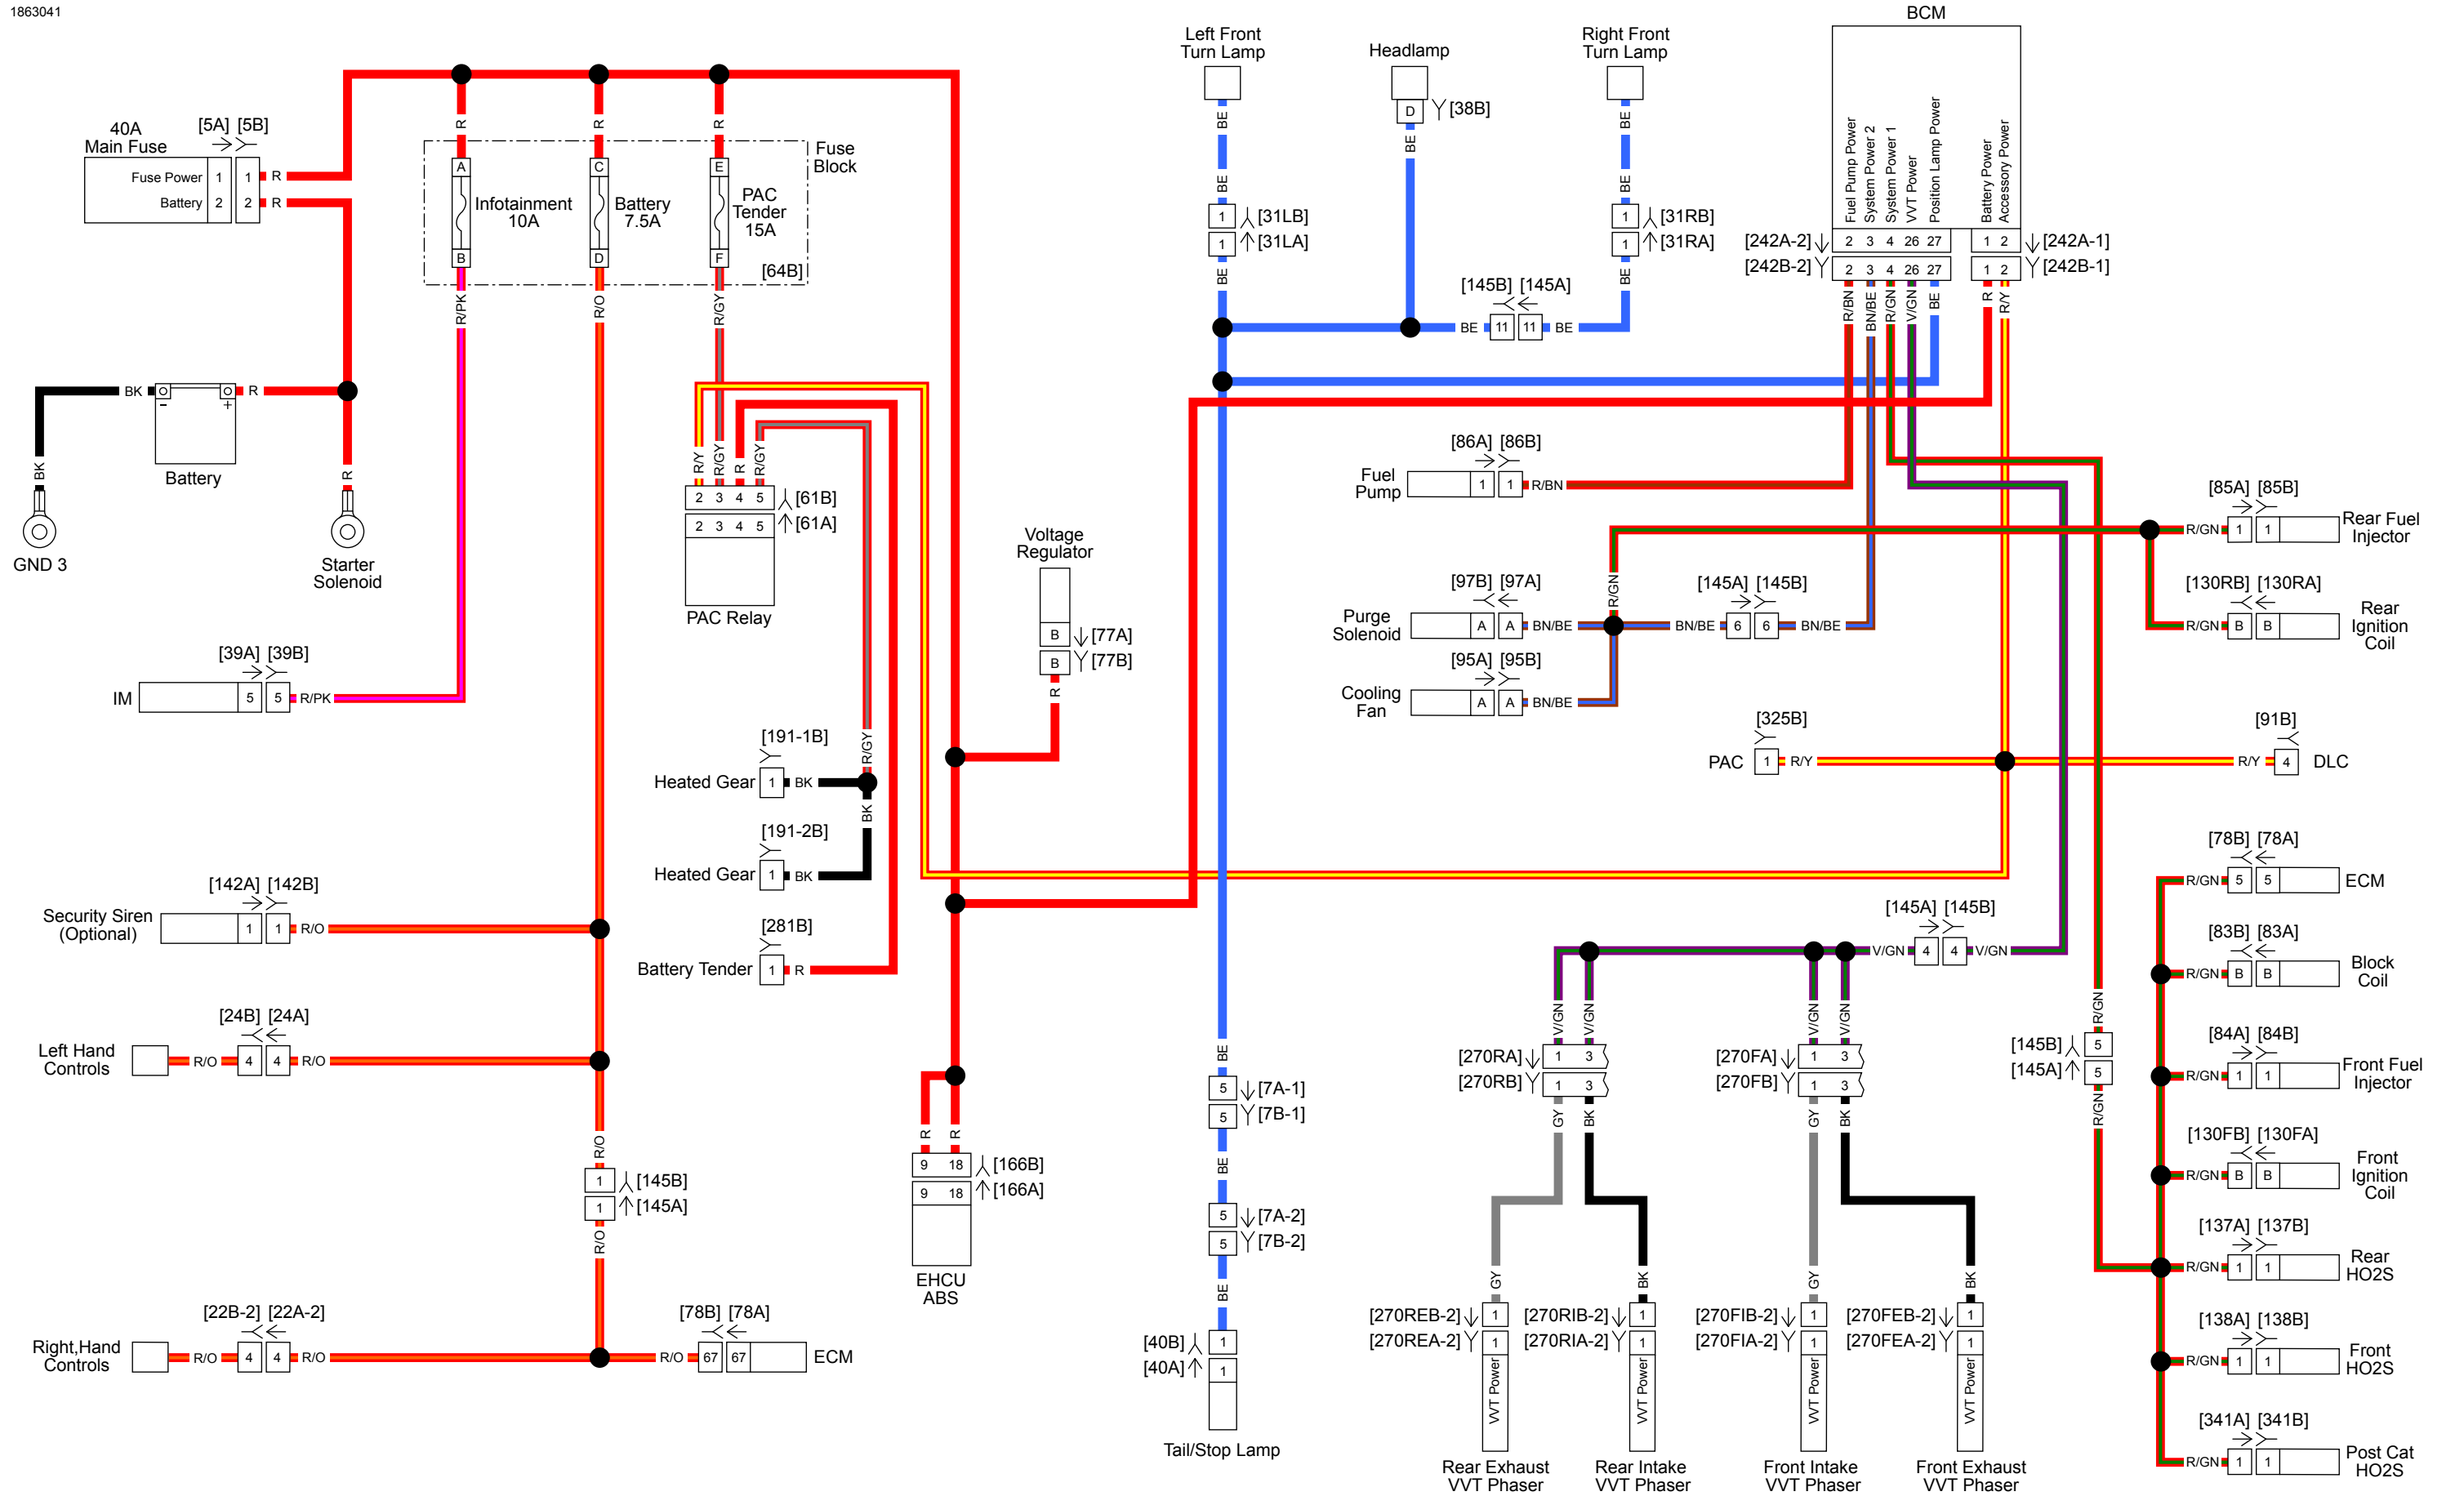 1863041
40A
Main Fuse
[5A] [5B]
Fuse Power 1 1 R
Battery 2 2 R
R
R
R
Fuse
Block
A
Infotainment
10A
B
C
Battery
7.5A
D
E
PAC
Tender
15A
F
[64B]
R/PK
R/O
R/GY
BK
R
- +
Battery
BK
R
GND 3
Starter
Solenoid
R/Y
R/GY
R
R/GY
2 3 4 5
[61B]
2 3 4 5
[61A]
PAC Relay
[39A] [39B]
IM
5 5 R/PK
Voltage
Regulator
B
[77A]
B
[77B]
R
R/GY
[191-1B]
Heated Gear 1 BK
BK
[191-2B]
Heated Gear 1 BK
[281B]
Battery Tender 1 R
[142A] [142B]
Security Siren
(Optional)
1 1 R/O
[24B] [24A]
Left Hand
Controls
R/O 4 4 R/O
R/O
1
[145B]
1
[145A]
R/O
[22B-2] [22A-2]
Right,Hand
Controls
R/O 4 4 R/O
[78B] [78A]
R/O 67 67 ECM
R
R
9 18
[166B]
9 18
[166A]
EHCU
ABS
Left Front
Turn Lamp
BE
BE
1
[31LB]
1
[31LA]
BE
Headlamp
D
[38B]
BE
Right Front
Turn Lamp
BE
BE
1
[31RB]
1
[31RA]
BE
[145B] [145A]
BE 11 11 BE
BE
5
[7A-1]
5
[7B-1]
BE
5
[7A-2]
5
[7B-2]
BE
[40B]
1
[40A]
1
Tail/Stop Lamp
BCM
Fuel Pump Power
System Power 2
System Power 1
VVT Power
Position Lamp Power
Battery Power
Accessory Power
[242A-2] 2 3 4 26 27 1 2 [242A-1]
[242B-2] 2 3 4 26 27 1 2 [242B-1]
R/BN
BN/BE
R/GN
V/GN
BE
R
R/Y
[86A] [86B]
Fuel
Pump
1 1 R/BN
R/GN
[97B] [97A]
Purge
Solenoid
A A BN/BE
[145A] [145B]
BN/BE 6 6 BN/BE
[95A] [95B]
Cooling
Fan
A A BN/BE
[325B]
PAC 1 R/Y
[91B]
R/Y 4 DLC
[145A] [145B]
V/GN 4 4 V/GN
V/GN
V/GN
V/GN
V/GN
[270RA] 1 3
[270RB] 1 3
[270FA] 1 3
[270FB] 1 3
GY
BK
GY
BK
GY
BK
GY
BK
[270REB-2] 1
[270REA-2] 1
VVT Power
Rear Exhaust
VVT Phaser
[270RIB-2] 1
[270RIA-2] 1
VVT Power
Rear Intake
VVT Phaser
[270FIB-2] 1
[270FIA-2] 1
VVT Power
Front Intake
VVT Phaser
[270FEB-2] 1
[270FEA-2] 1
VVT Power
Front Exhaust
VVT Phaser
R/GN
[145B] 5
[145A] 5
R/GN
[85A] [85B]
R/GN 1 1
Rear Fuel
Injector
[130RB] [130RA]
R/GN B B
Rear
Ignition
Coil
[78B] [78A]
R/GN 5 5 ECM
[83B] [83A]
R/GN B B
Block
Coil
[84A] [84B]
R/GN 1 1
Front Fuel
Injector
[130FB] [130FA]
R/GN B B
Front
Ignition
Coil
[137A] [137B]
R/GN 1 1
Rear
HO2S
[138A] [138B]
R/GN 1 1
Front
HO2S
[341A] [341B]
R/GN 1 1
Post Cat
HO2S